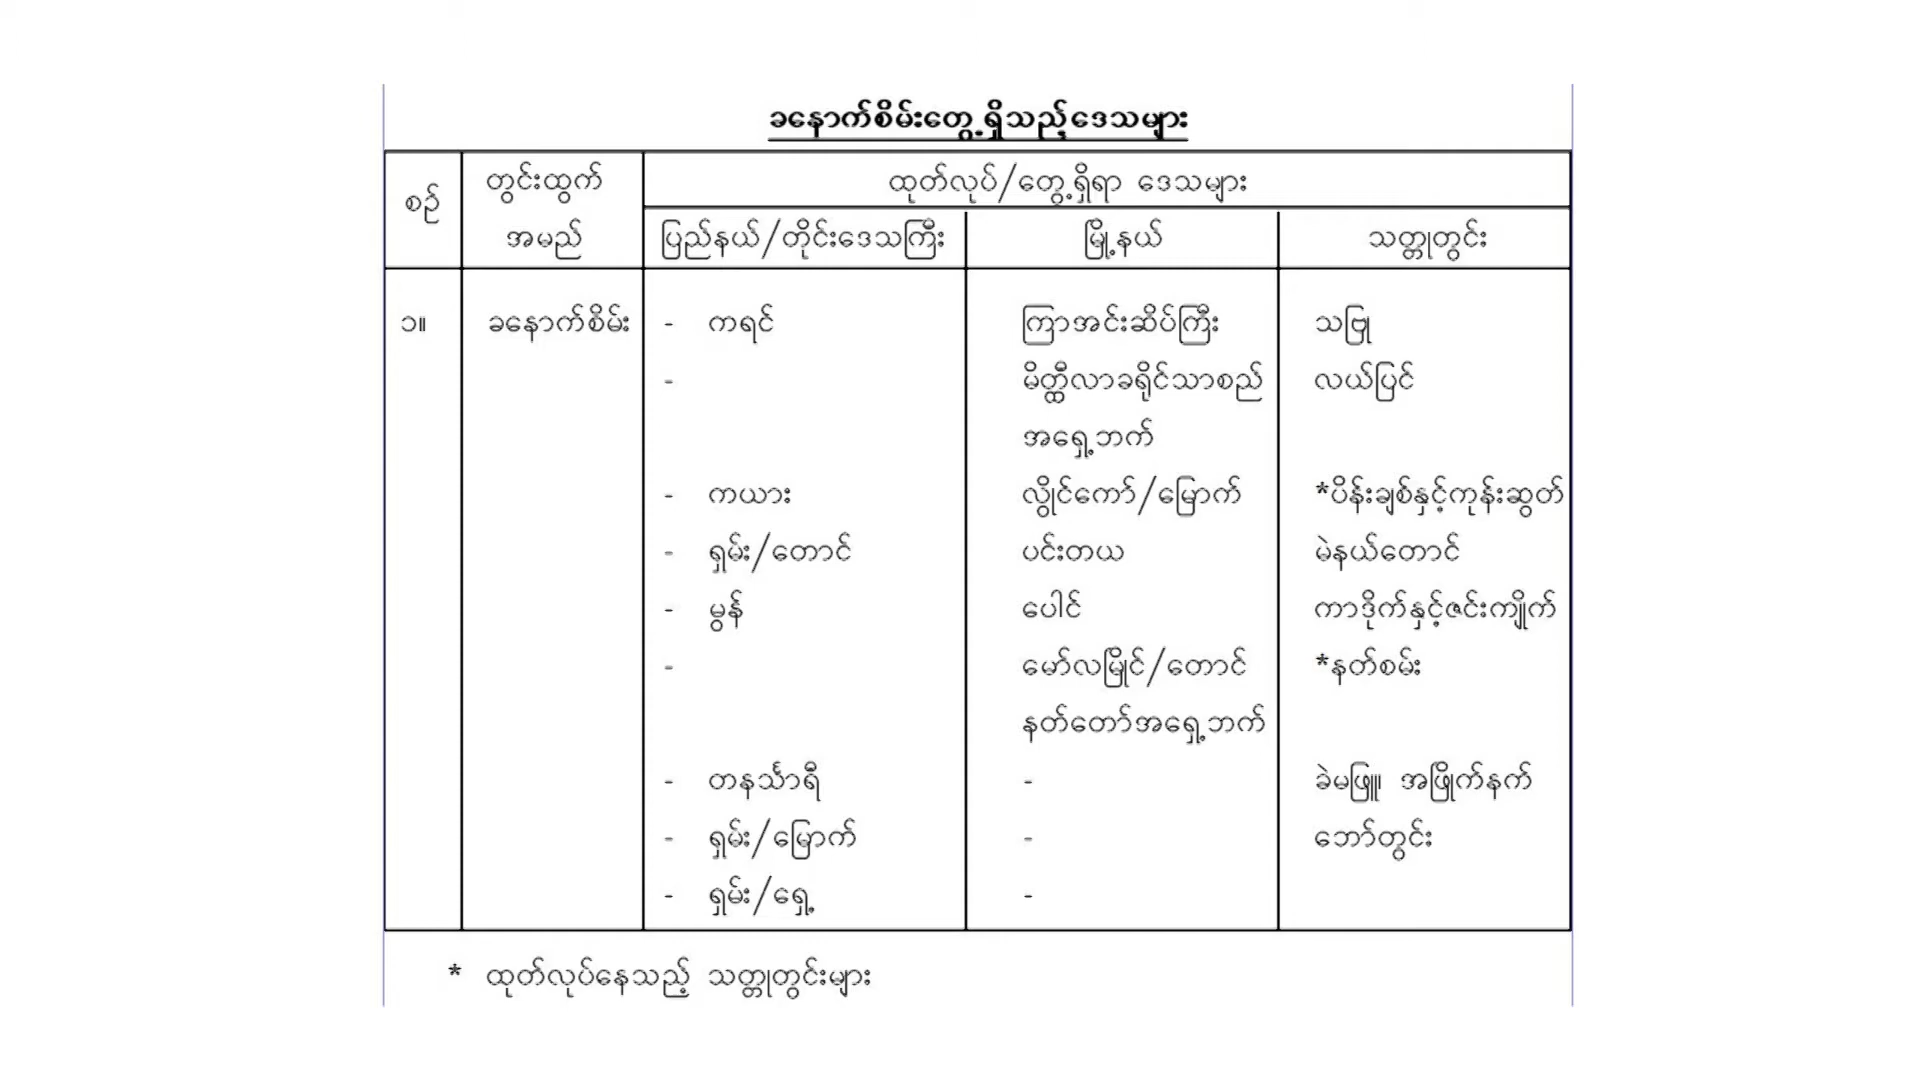 ခနောက်စိမ်းတွေ့ရှိသည့်ဒေသများ
စဉ် တွင်းထွက် အမည် ထုတ်လုပ်/တွေ့ရှိရာ ဒေသများ
ပြည်နယ်/တိုင်းဒေသကြီး မြို့နယ် သတ္တုတွင်း
၁။ ခနောက်စိမ်း - ကရင် ကြာအင်းဆိပ်ကြီး သဗြု
- မိတ္ထီလာခရိုင်သာစည် လယ်ပြင်
အရှေ့ဘက်
- ကယား လွိုင်ကော်/မြောက် *ပိန်းချစ်နှင့်ကုန်းဆွတ်
- ရှမ်း/တောင် ပင်းတယ မဲနယ်တောင်
- မွန် ပေါင် ကာဒိုက်နှင့်ဇင်းကျိုက်
- မော်လမြိုင်/တောင် *နတ်စမ်း
နတ်တော်အရှေ့ဘက်
- တနင်္သာရီ - ခဲမဖြူ၊ အဖြိုက်နက်
- ရှမ်း/မြောက် - ဘော်တွင်း
- ရှမ်း/ရှေ့ -
* ထုတ်လုပ်နေသည့် သတ္တုတွင်းများ